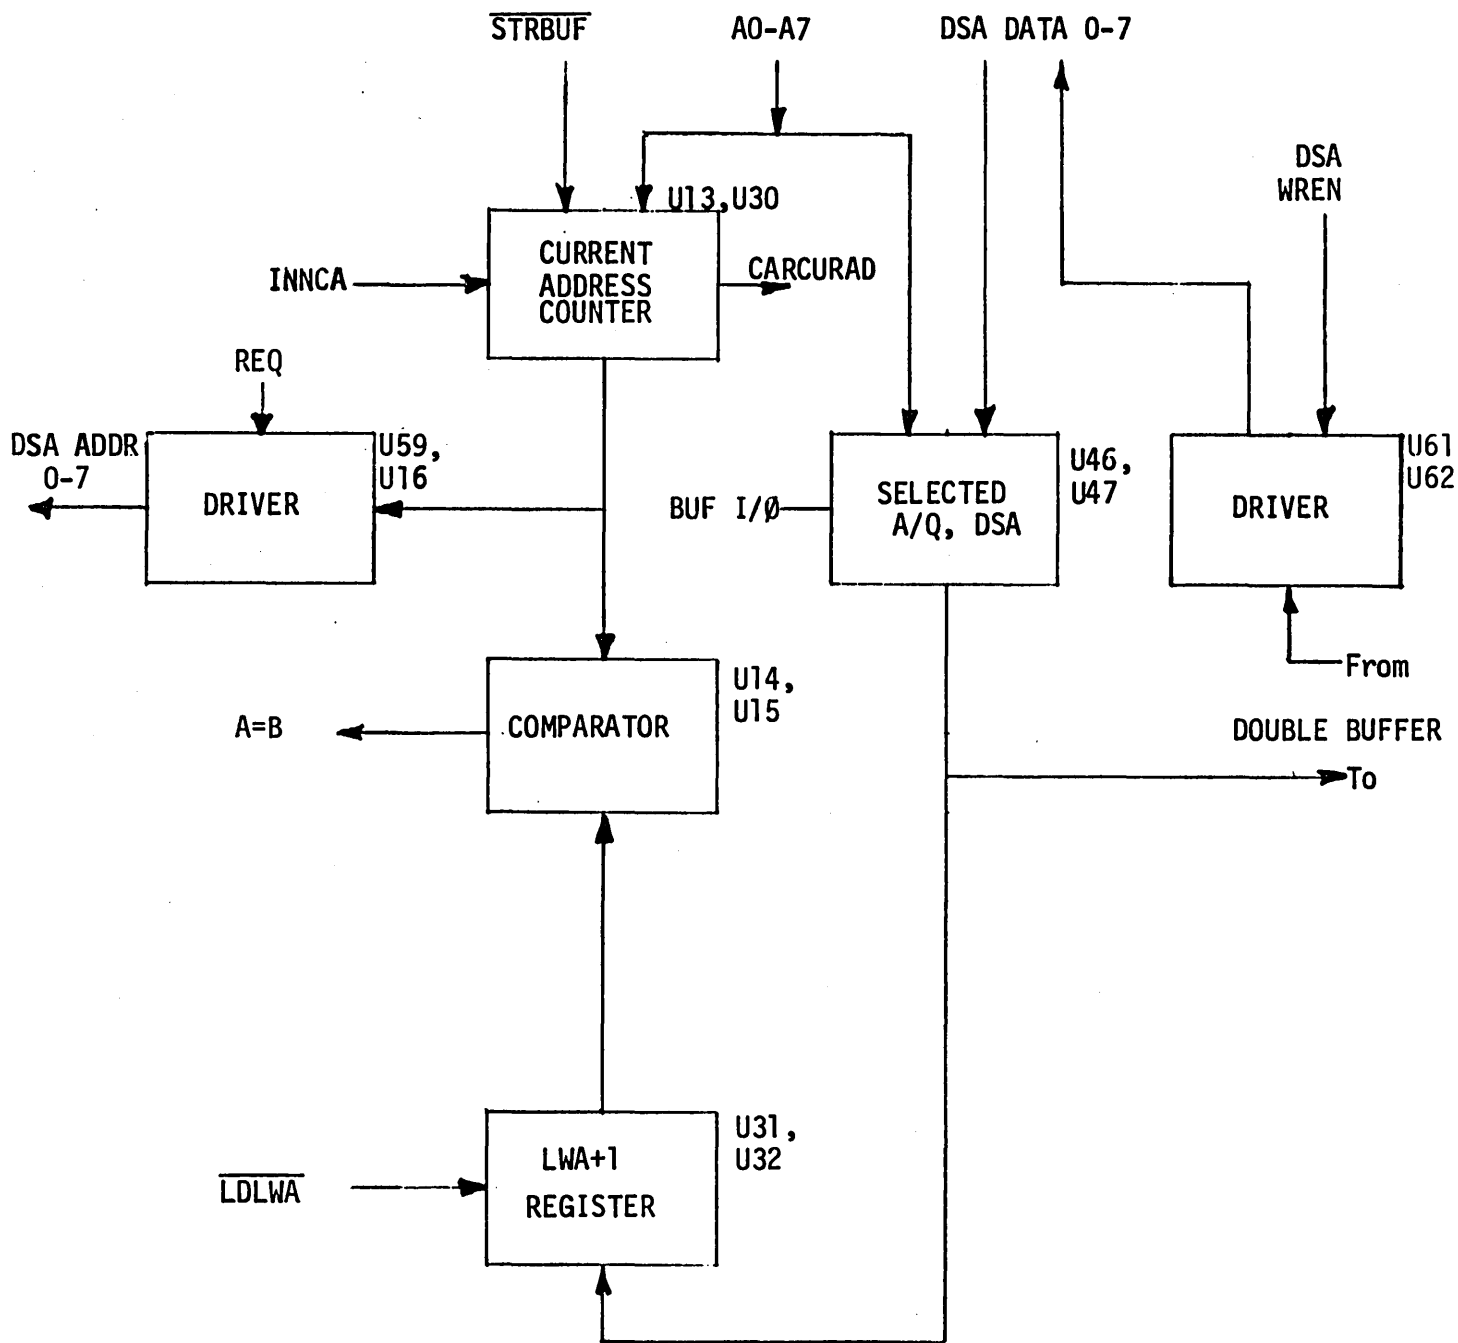 STRBUF
A0-A7
DSA DATA 0-7
DSA
WREN
U13,U30
CURRENT
ADDRESS
COUNTER
INNCA
CARCURAD
REQ
DSA ADDR
0-7
DRIVER
U59,
U16
BUF I/Ø
SELECTED
A/Q, DSA
U46,
U47
DRIVER
U61
U62
From
COMPARATOR
U14,
U15
A=B
DOUBLE BUFFER
To
LWA+1
REGISTER
U31,
U32
LDLWA